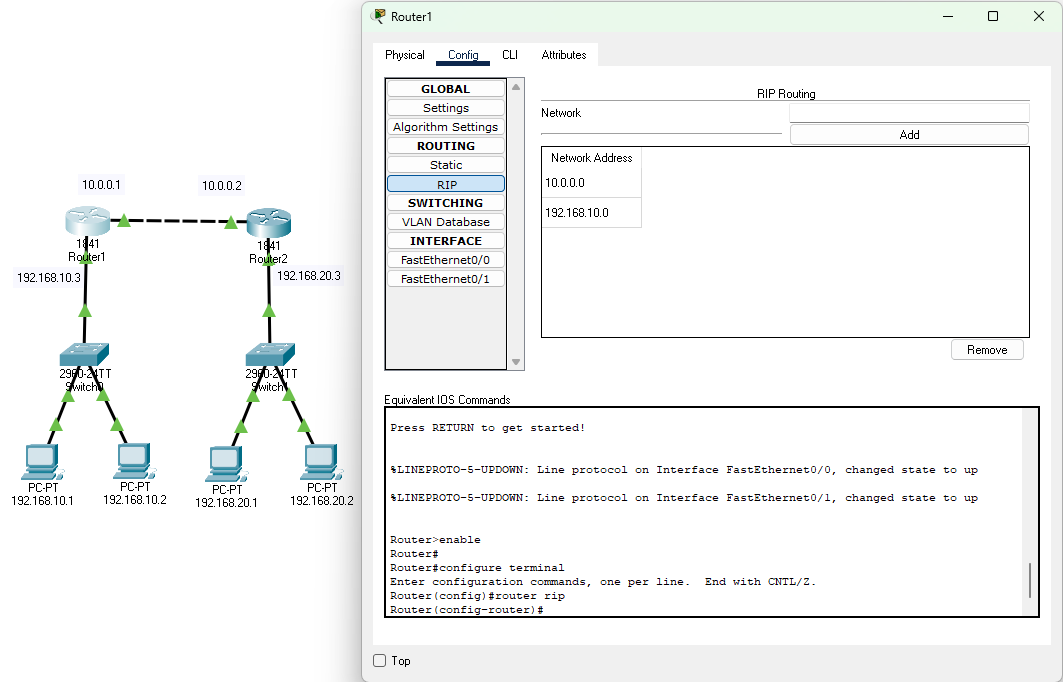 Router1
Physical
Config
CLI
Attributes
GLOBAL
Settings
Algorithm Settings
ROUTING
Static
RIP
SWITCHING
VLAN Database
INTERFACE
FastEthernet0/0
FastEthernet0/1
RIP Routing
Network
Add
Network Address
10.0.0.0
192.168.10.0
Remove
Equivalent IOS Commands
Press RETURN to get started!
%LINEPROTO-5-UPDOWN: Line protocol on Interface FastEthernet0/0, changed state to up
%LINEPROTO-5-UPDOWN: Line protocol on Interface FastEthernet0/1, changed state to up
Router>enable
Router#
Router#configure terminal
Enter configuration commands, one per line.  End with CNTL/Z.
Router(config)#router rip
Router(config-router)#
Top
10.0.0.1
10.0.0.2
1841
Router1
1841
Router2
192.168.10.3
192.168.20.3
2960-24TT
Switch0
2960-24TT
Switch1
PC-PT
192.168.10.1
PC-PT
192.168.10.2
PC-PT
192.168.20.1
PC-PT
192.168.20.2